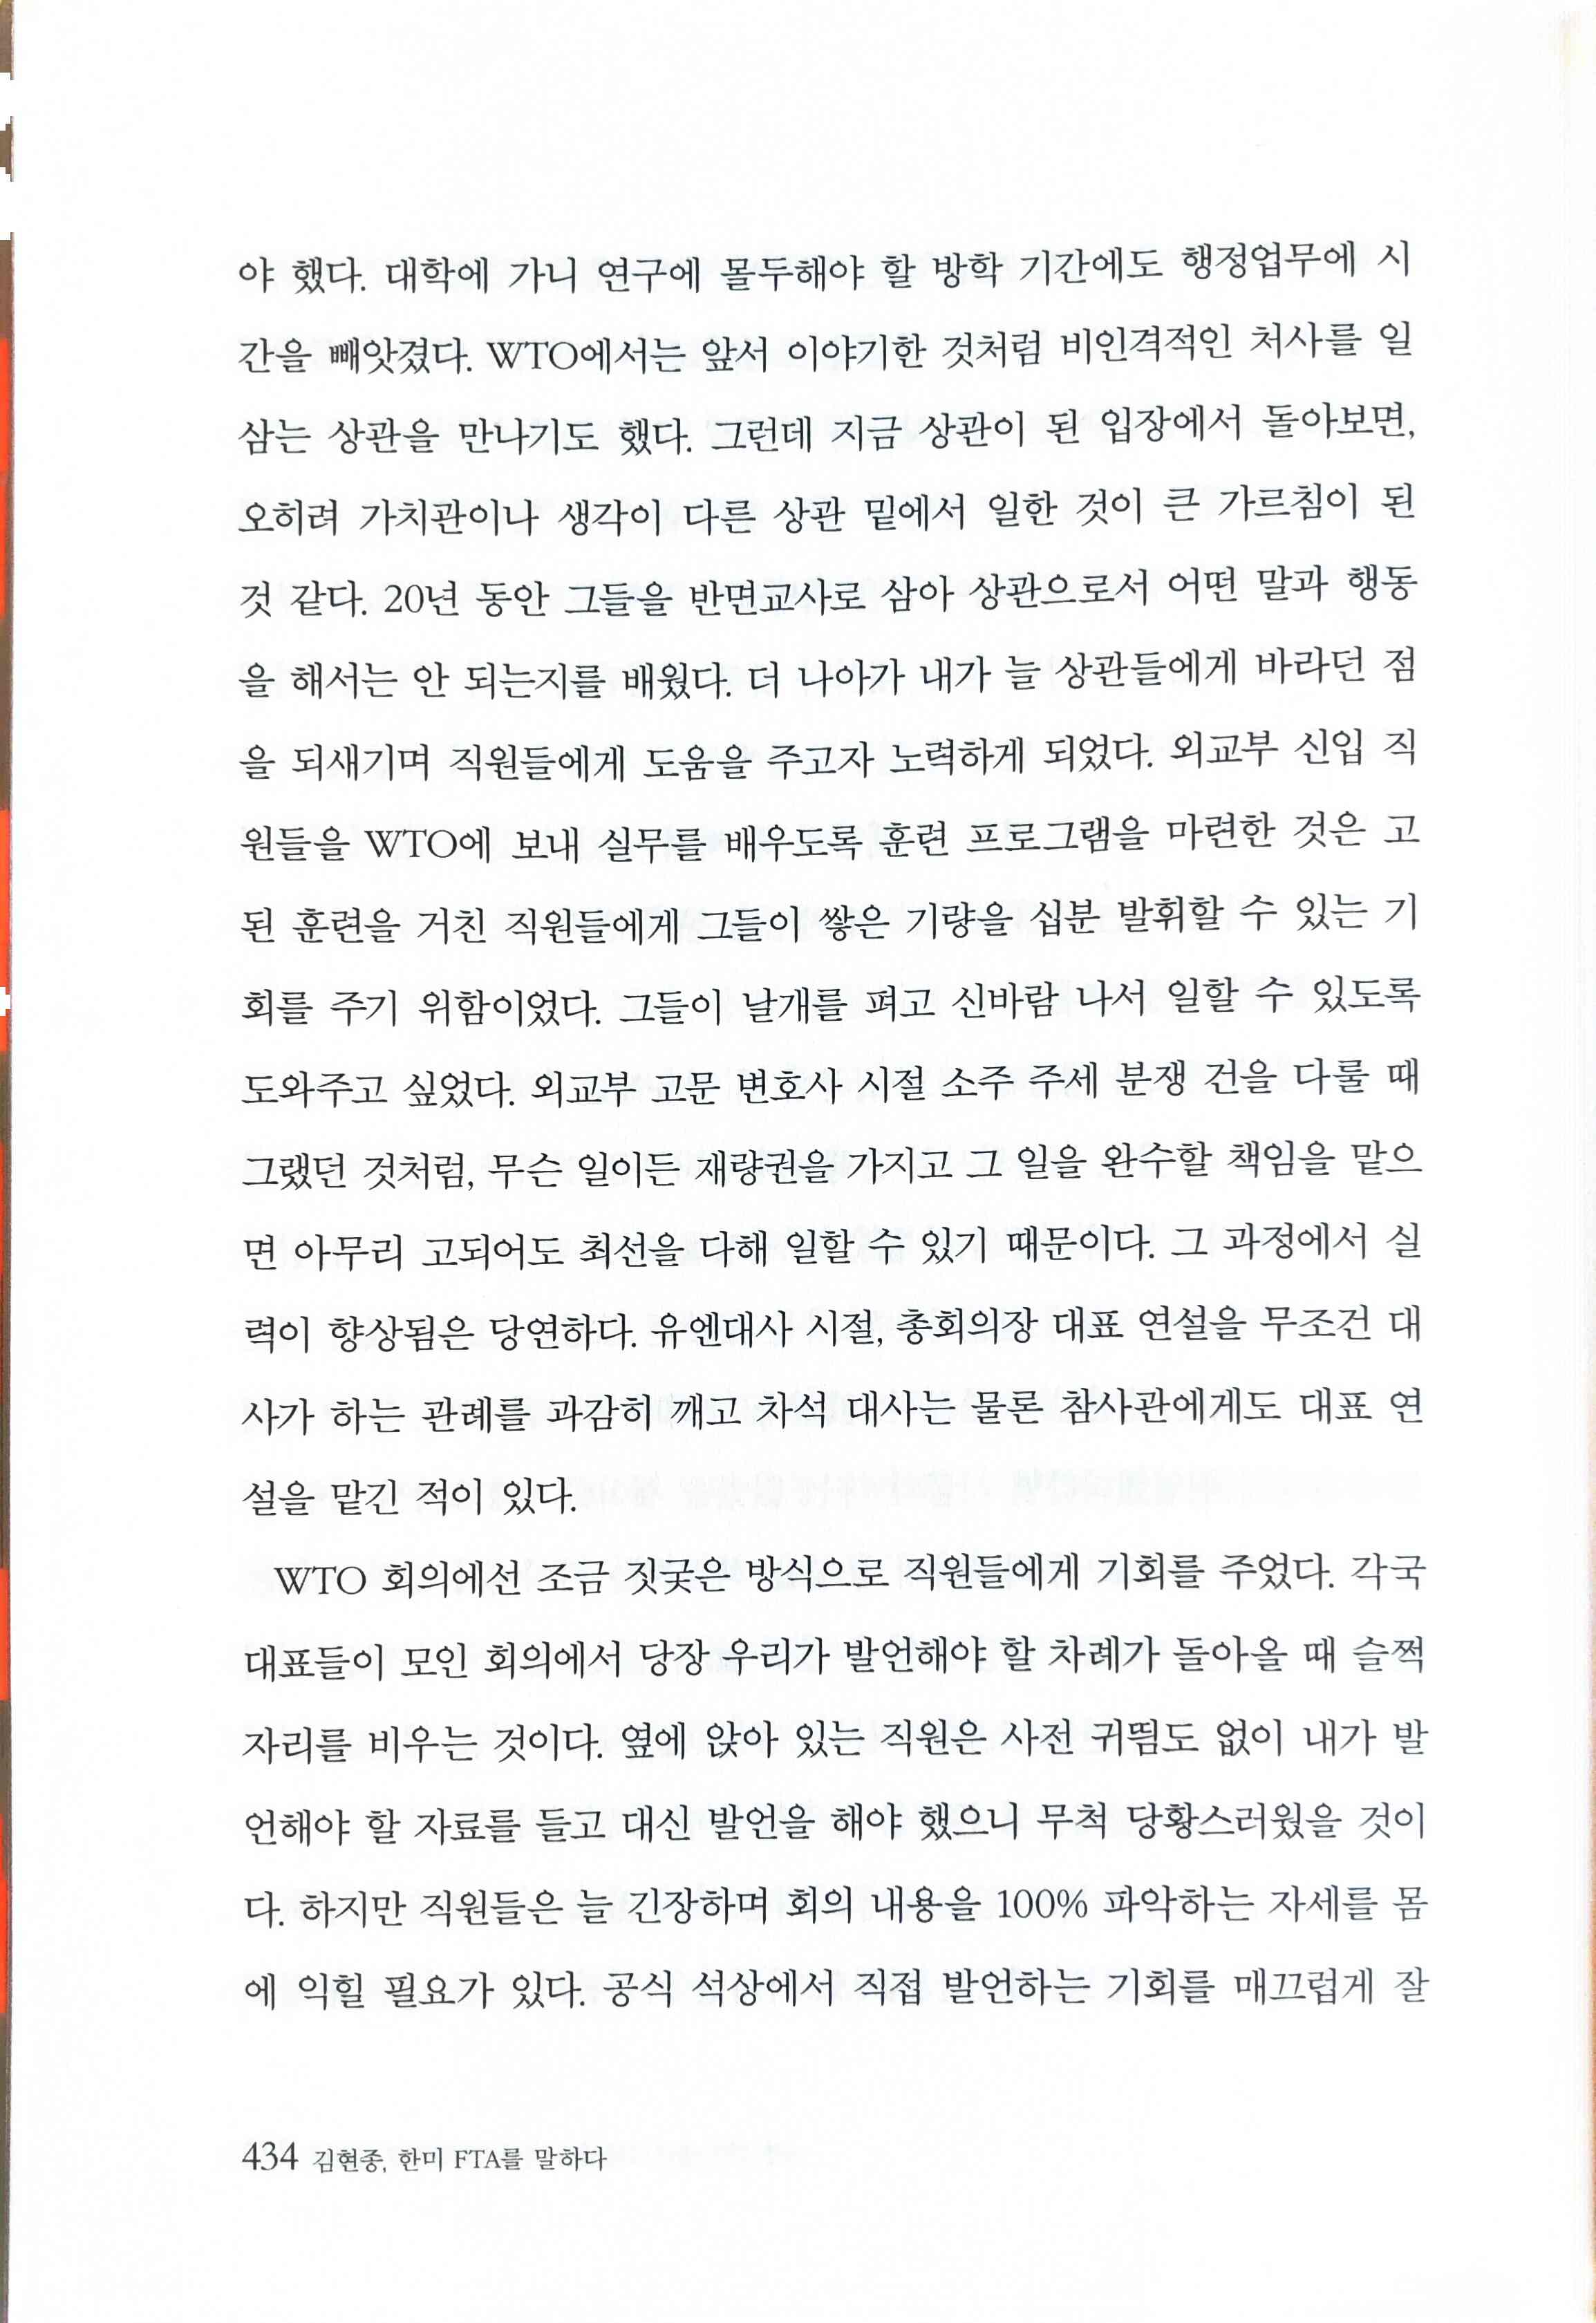 야 했다. 대학에 가니 연구에 몰두해야 할 방학 기간에도 행정업무에 시
간을 빼앗겼다. WTO에서는 앞서 이야기한 것처럼 비인격적인 처사를 일
삼는 상관을 만나기도 했다. 그런데 지금 상관이 된 입장에서 돌아보면,
오히려 가치관이나 생각이 다른 상관 밑에서 일한 것이 큰 가르침이 된
것 같다. 20년 동안 그들을 반면교사로 삼아 상관으로서 어떤 말과 행동
을 해서는 안 되는지를 배웠다. 더 나아가 내가 늘 상관들에게 바라던 점
을 되새기며 직원들에게 도움을 주고자 노력하게 되었다. 외교부 신입 직
원들을 WTO에 보내 실무를 배우도록 훈련 프로그램을 마련한 것은 고
된 훈련을 거친 직원들에게 그들이 쌓은 기량을 십분 발휘할 수 있는 기
회를 주기 위함이었다. 그들이 날개를 펴고 신바람 나서 일할 수 있도록
도와주고 싶었다. 외교부 고문 변호사 시절 소주 주세 분쟁 건을 다룰 때
그랬던 것처럼, 무슨 일이든 재량권을 가지고 그 일을 완수할 책임을 맡으
면 아무리 고되어도 최선을 다해 일할 수 있기 때문이다. 그 과정에서 실
력이 향상됨은 당연하다. 유엔대사 시절, 총회의장 대표 연설을 무조건 대
사가 하는 관례를 과감히 깨고 차석 대사는 물론 참사관에게도 대표 연
설을 맡긴 적이 있다.
WTO 회의에선 조금 짓궂은 방식으로 직원들에게 기회를 주었다. 각국
대표들이 모인 회의에서 당장 우리가 발언해야 할 차례가 돌아올 때 슬쩍
자리를 비우는 것이다. 옆에 앉아 있는 직원은 사전 귀띔도 없이 내가 발
언해야 할 자료를 들고 대신 발언을 해야 했으니 무척 당황스러웠을 것이
다. 하지만 직원들은 늘 긴장하며 회의 내용을 100% 파악하는 자세를 몸
에 익힐 필요가 있다. 공식 석상에서 직접 발언하는 기회를 매끄럽게 잘
434 김현종, 한미 FTA를 말하다